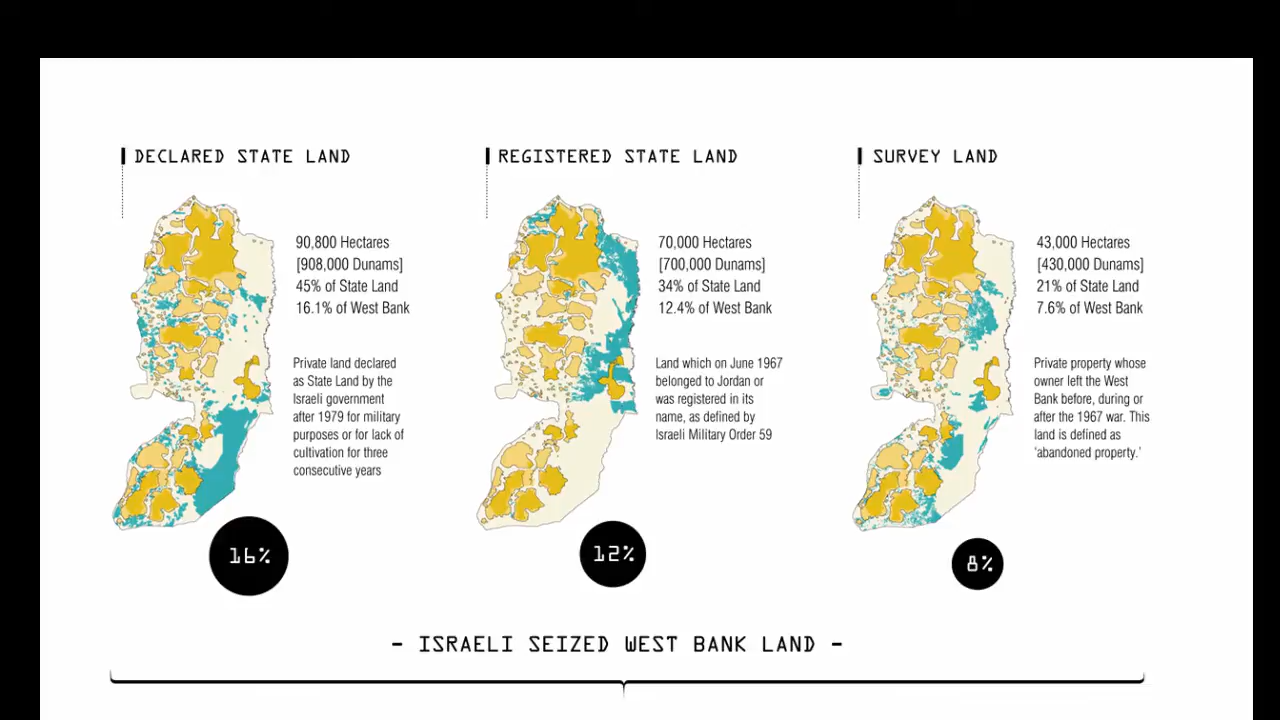 DECLARED STATE LAND
90,800 Hectares
[908,000 Dunams]
45% of State Land
16.1% of West Bank
Private land declared
as State Land by the
Israeli government
after 1979 for military
purposes or for lack of
cultivation for three
consecutive years
16%
REGISTERED STATE LAND
70,000 Hectares
[700,000 Dunams]
34% of State Land
12.4% of West Bank
Land which on June 1967
belonged to Jordan or
was registered in its
name, as defined by
Israeli Military Order 59
12%
SURVEY LAND
43,000 Hectares
[430,000 Dunams]
21% of State Land
7.6% of West Bank
Private property whose
owner left the West
Bank before, during or
after the 1967 war. This
land is defined as
'abandoned property.'
8%
- ISRAELI SEIZED WEST BANK LAND -